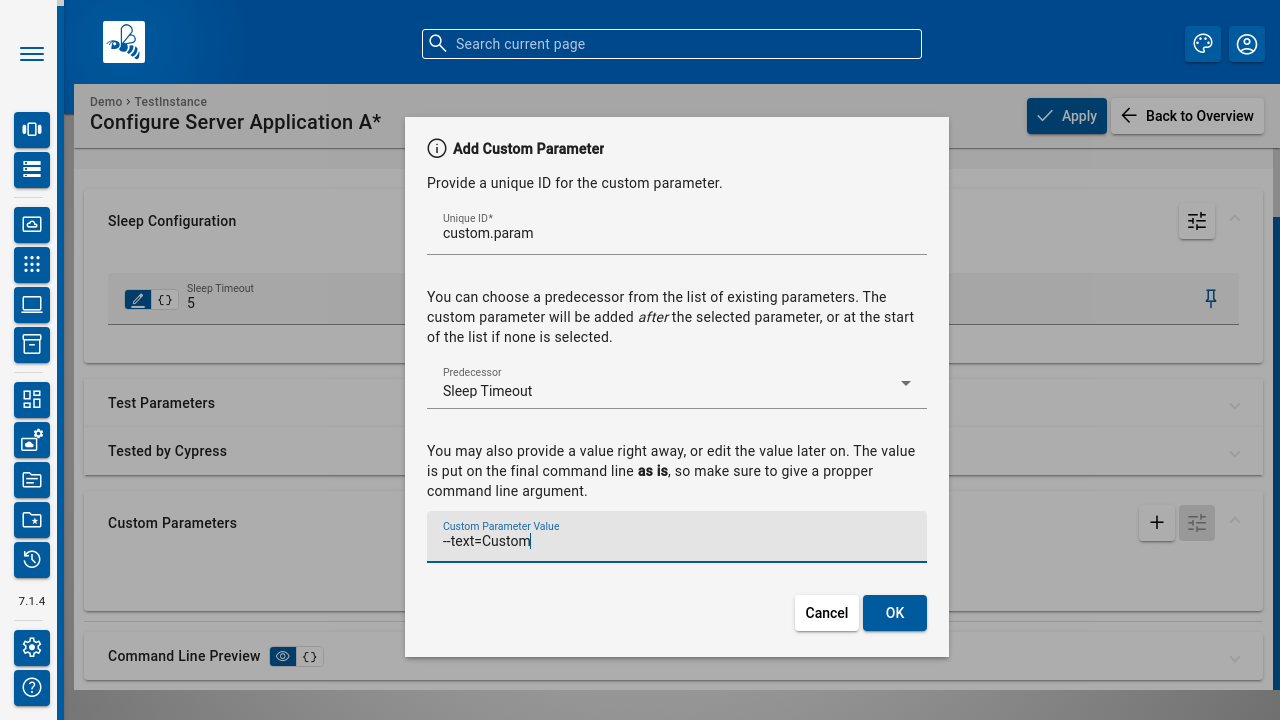 Search current page
Demo › TestInstance
Configure Server Application A*
Apply
Back to Overview
Add Custom Parameter
Provide a unique ID for the custom parameter.
Unique ID*
custom.param
Sleep Configuration
Sleep Timeout
5
You can choose a predecessor from the list of existing parameters. The
custom parameter will be added after the selected parameter, or at the start
of the list if none is selected.
Predecessor
Sleep Timeout
Test Parameters
Tested by Cypress
You may also provide a value right away, or edit the value later on. The value
is put on the final command line as is, so make sure to give a propper
command line argument.
Custom Parameter Value
--text=Custom
Custom Parameters
Cancel
OK
7.1.4
Command Line Preview